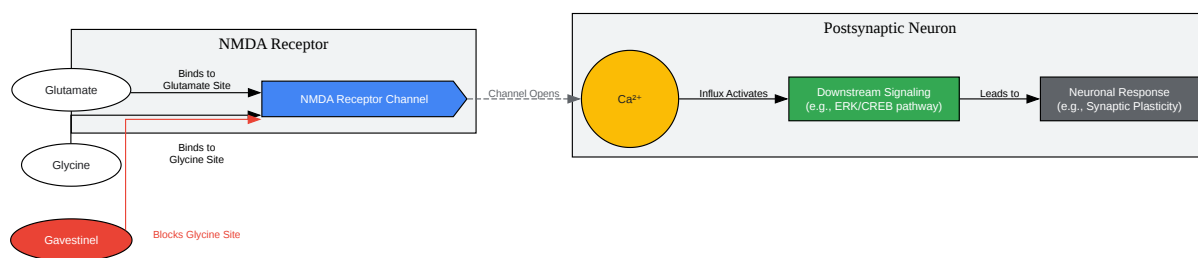 NMDA Receptor
Postsynaptic Neuron
Glutamate
Binds to
Glutamate Site
NMDA Receptor Channel
Channel Opens
Ca²⁺
Influx Activates
Downstream Signaling
(e.g., ERK/CREB pathway)
Leads to
Neuronal Response
(e.g., Synaptic Plasticity)
Glycine
Binds to
Glycine Site
Gavestinel
Blocks Glycine Site